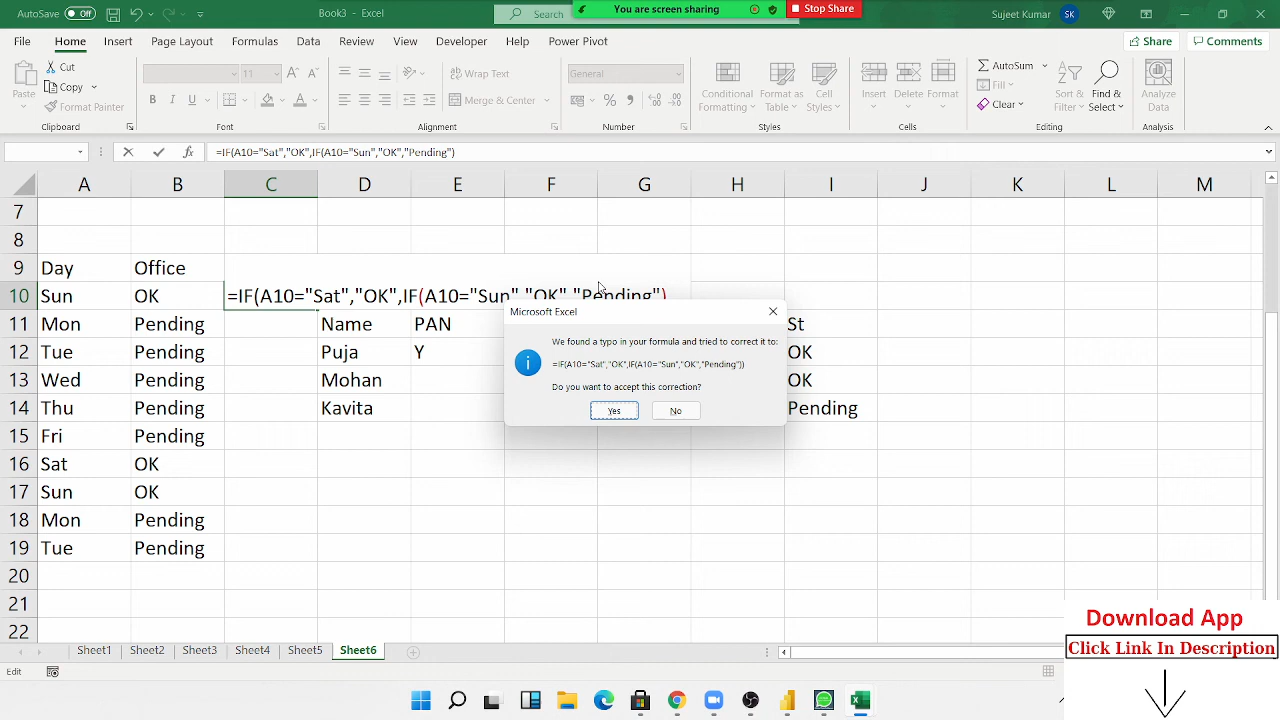 AutoSave Off Book3 - Excel Search You are screen sharing Stop Share Sujeet Kumar SK
File Home Insert Page Layout Formulas Data Review View Developer Help Power Pivot Share Comments
Paste Cut Copy Format Painter
11 B I U
Wrap Text Merge & Center
General % ,
Conditional Formatting Format as Table Cell Styles
Insert Delete Format
AutoSum Fill Clear Sort & Filter Find & Select
Analyze Data
Clipboard Font Alignment Number Styles Cells Editing Analysis
=IF(A10="Sat","OK",IF(A10="Sun","OK","Pending")
A B C D E F G H I J K L M
7
8
9 Day Office
10 Sun OK =IF(A10="Sat","OK",IF(A10="Sun","OK","Pending")
11 Mon Pending Name PAN St
12 Tue Pending Puja Y OK
13 Wed Pending Mohan OK
14 Thu Pending Kavita Pending
15 Fri Pending
16 Sat OK
17 Sun OK
18 Mon Pending
19 Tue Pending
20
21
22
Microsoft Excel
We found a typo in your formula and tried to correct it to:
=IF(A10="Sat","OK",IF(A10="Sun","OK","Pending"))
Do you want to accept this correction?
Yes No
Sheet1 Sheet2 Sheet3 Sheet4 Sheet5 Sheet6
Edit
Download App
Click Link In Description